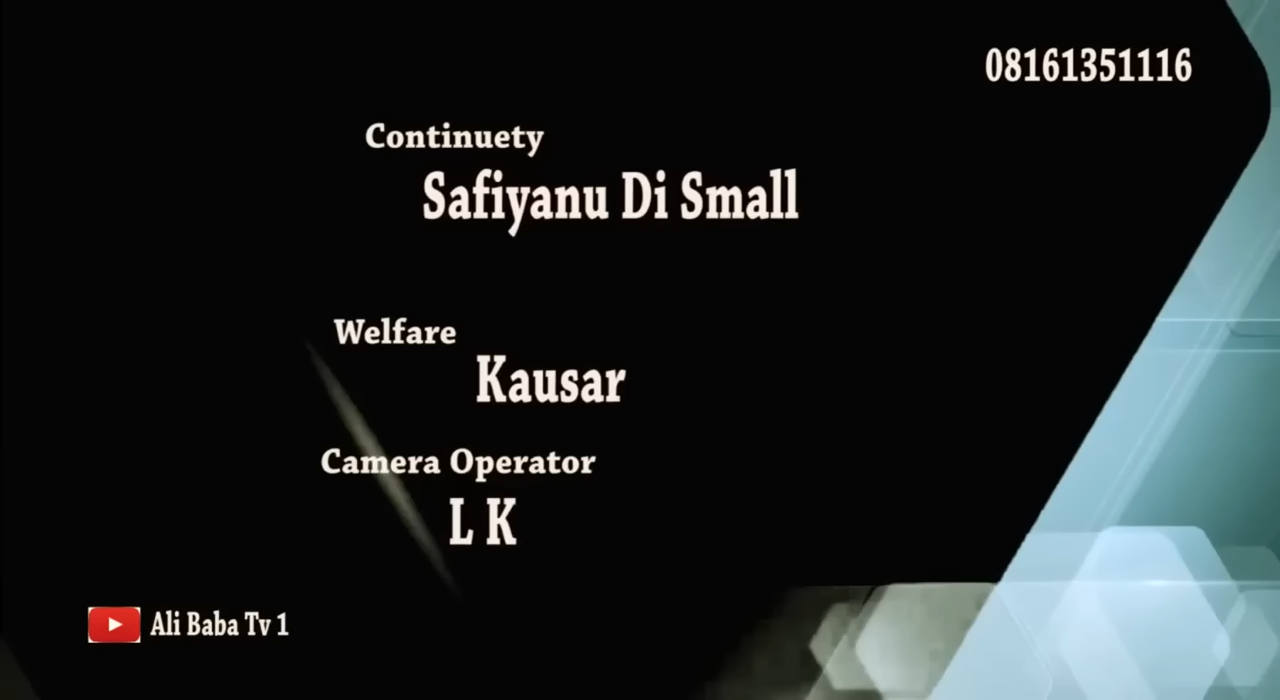 08161351116
Continuety
Safiyanu Di Small
Welfare
Kausar
Camera Operator
L K
Ali Baba Tv 1